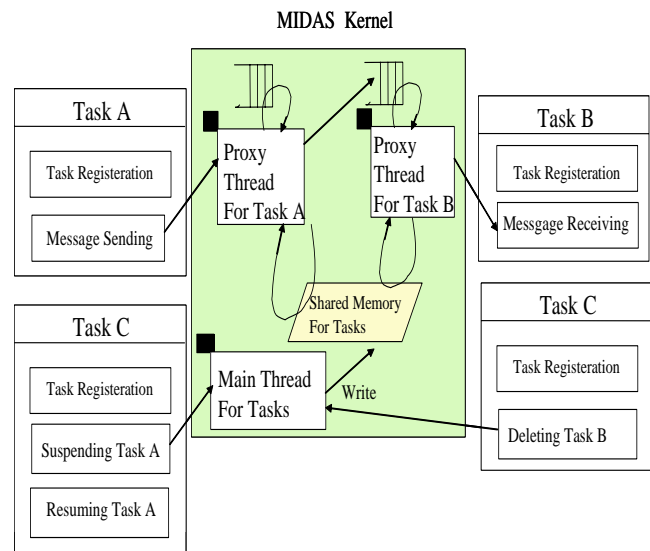 MIDAS Kernel
Task A
Task Registeration
Message Sending
Proxy
Thread
For Task A
Proxy
Thread
For Task B
Task B
Task Registeration
Messgage Receiving
Shared Memory
For Tasks
Task C
Task Registeration
Suspending Task A
Resuming Task A
Main Thread
For Tasks
Write
Task C
Task Registeration
Deleting Task B